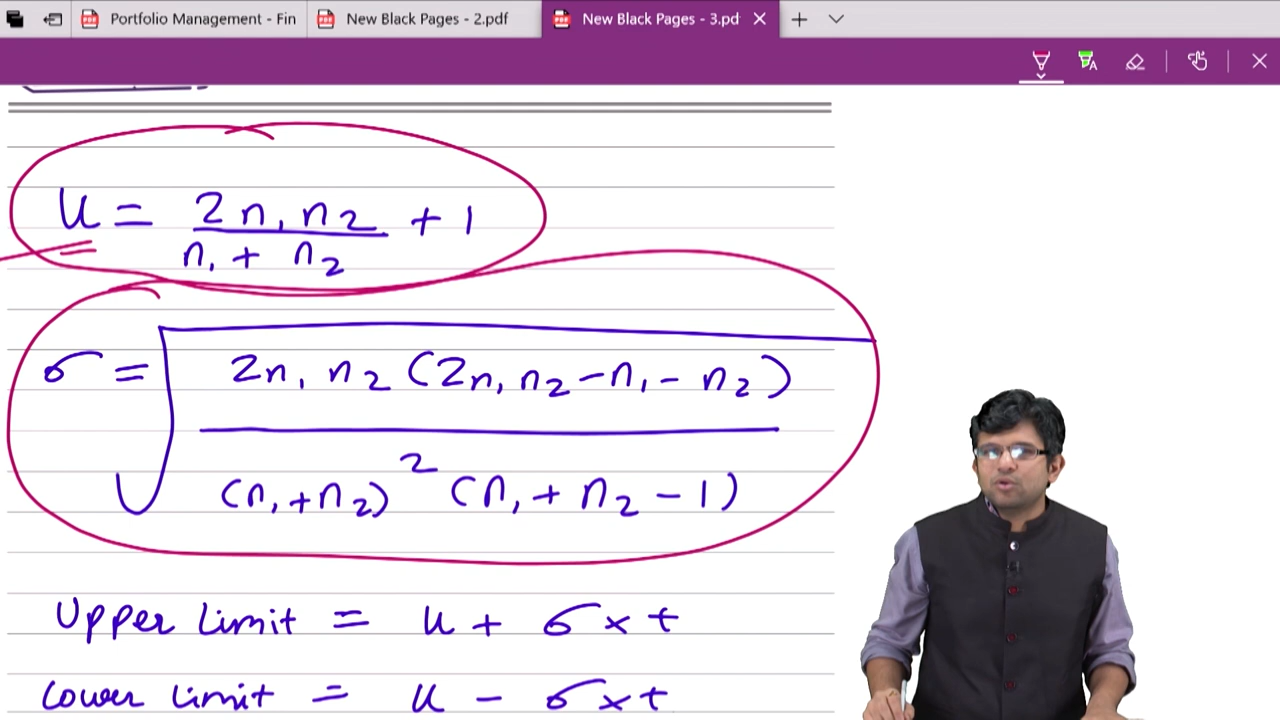 Portfolio Management - Fin
New Black Pages - 2.pdf
New Black Pages - 3.pd
u = 2n₁n₂ / n₁ + n₂ + 1
σ = √ 2n₁n₂(2n₁n₂-n₁-n₂) / (n₁+n₂)² (n₁+n₂-1)
Upper Limit = u + σ x t
Lower Limit = u - σ x t